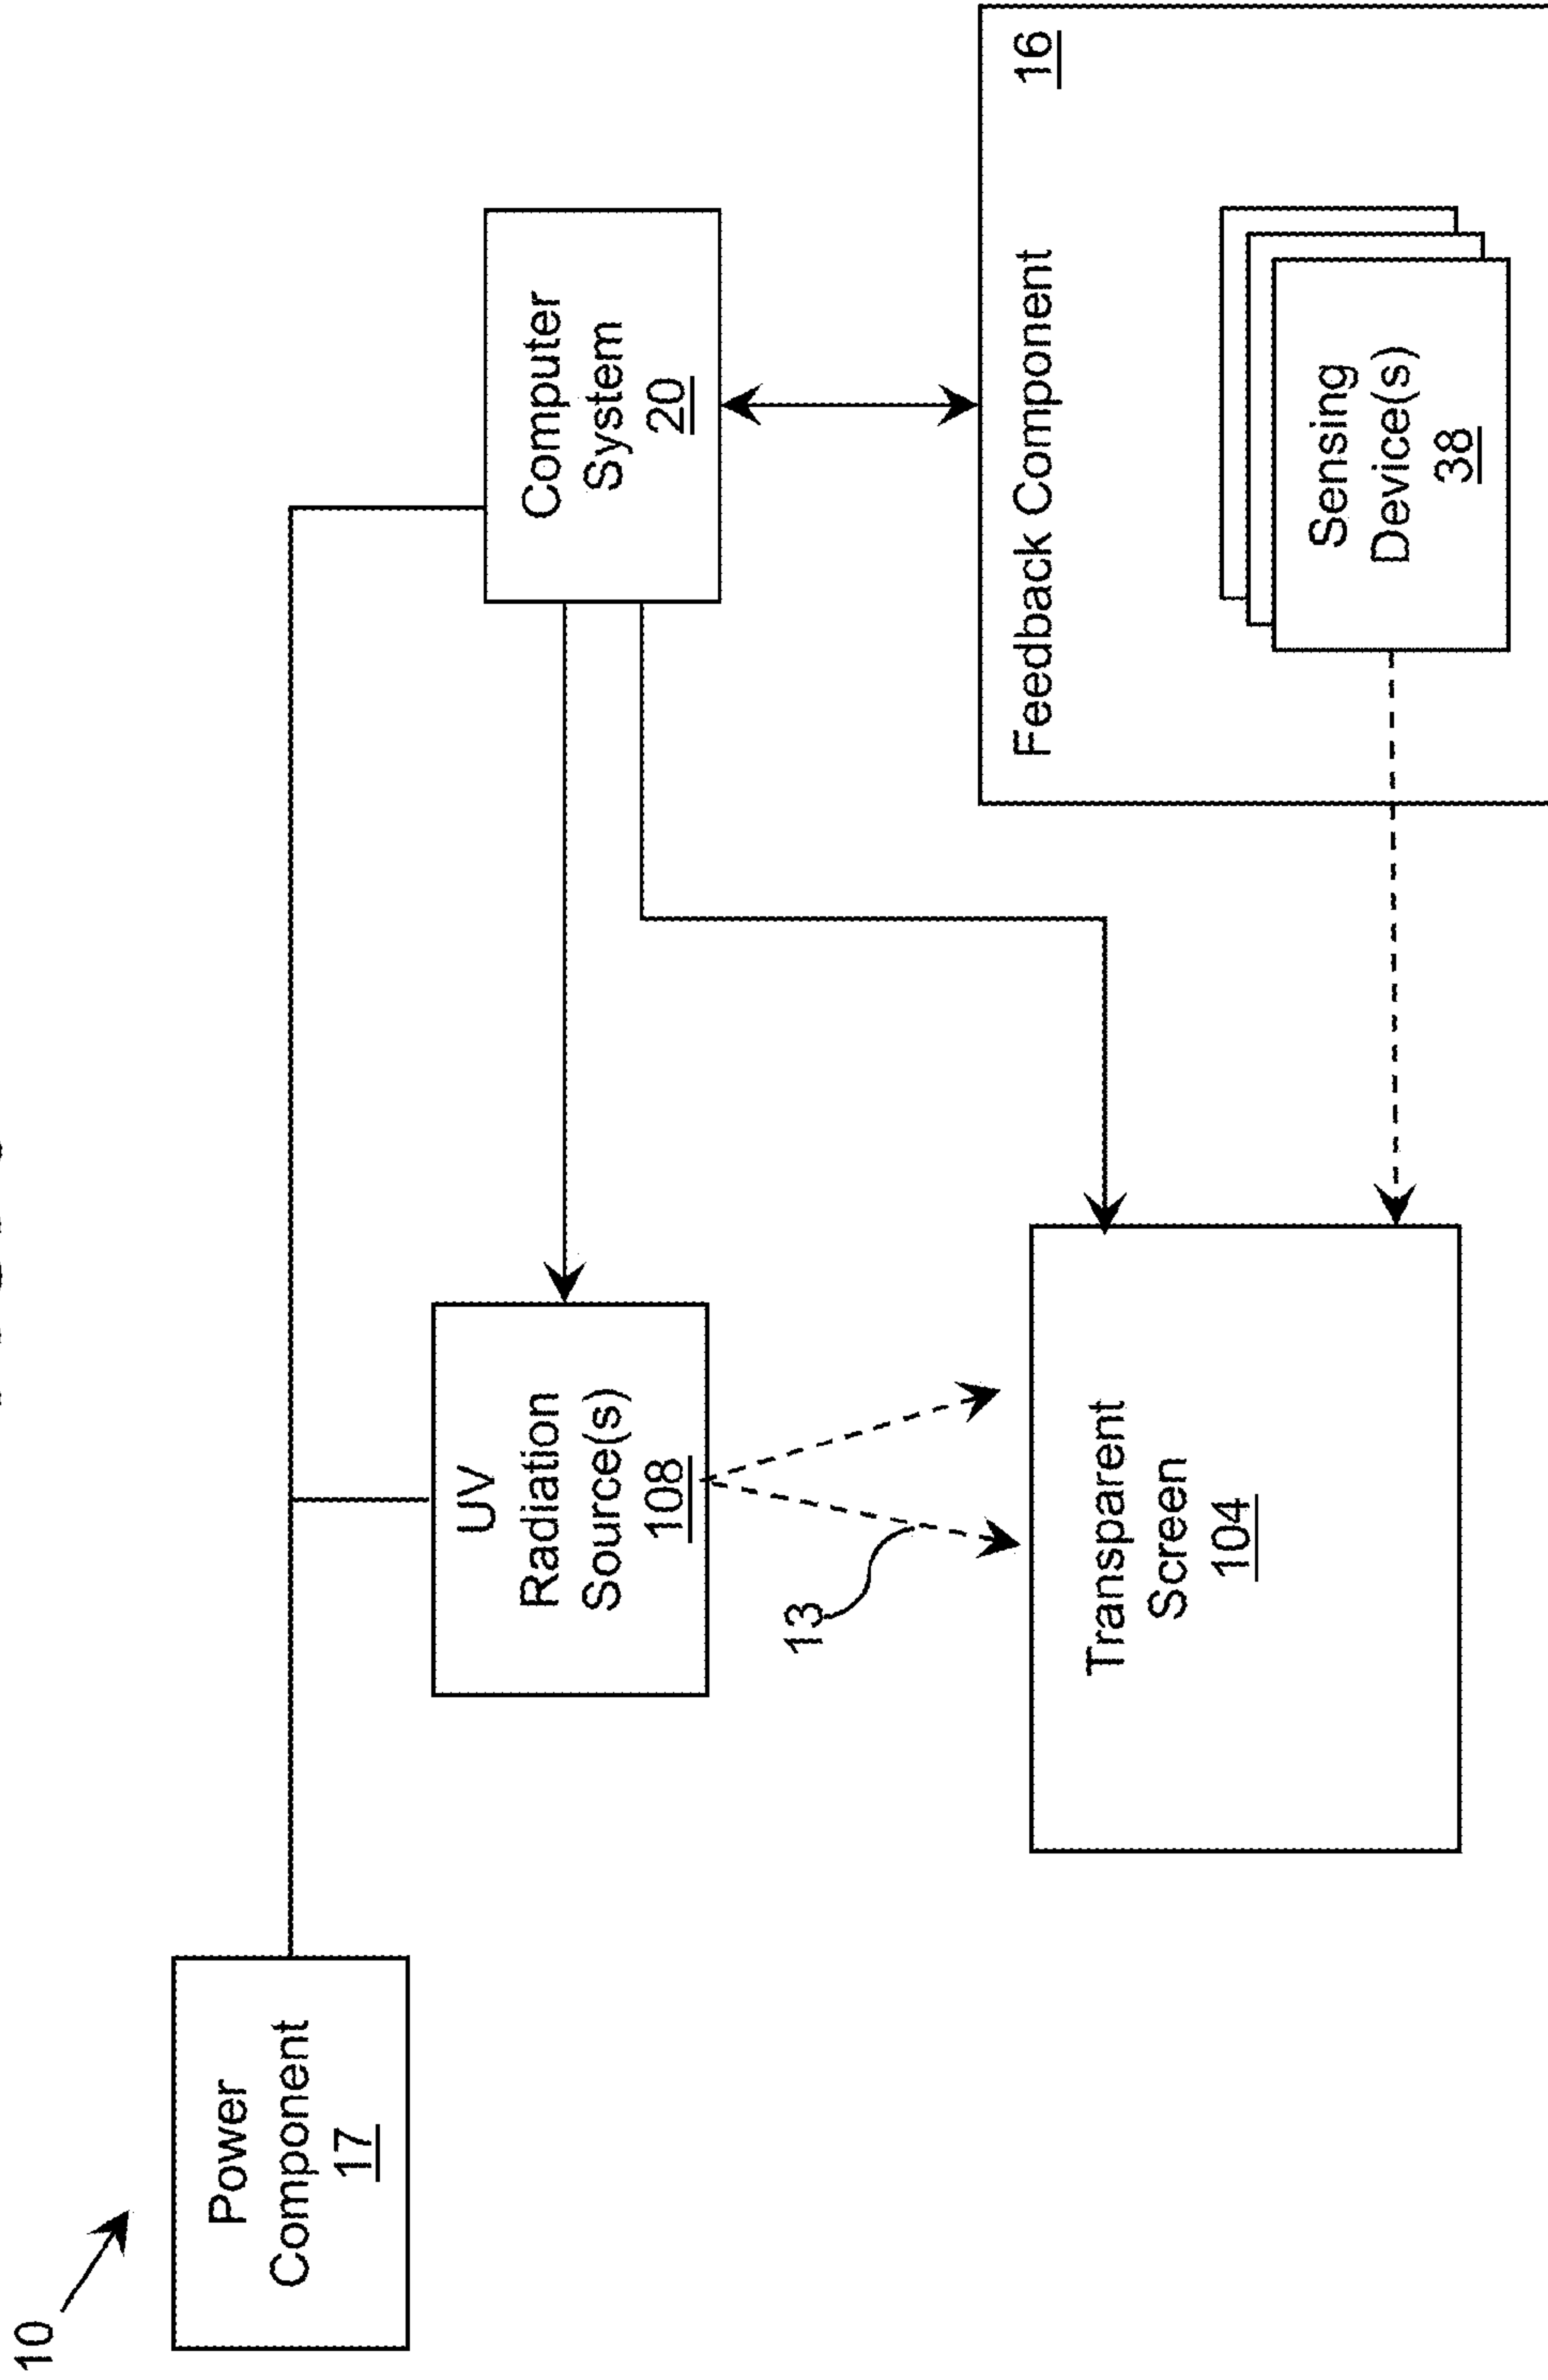 10
Power
Component
17
UV
Radiation
Source(s)
108
Computer
System
20
13
Transparent
Screen
104
Feedback Component
16
Sensing
Device(s)
38